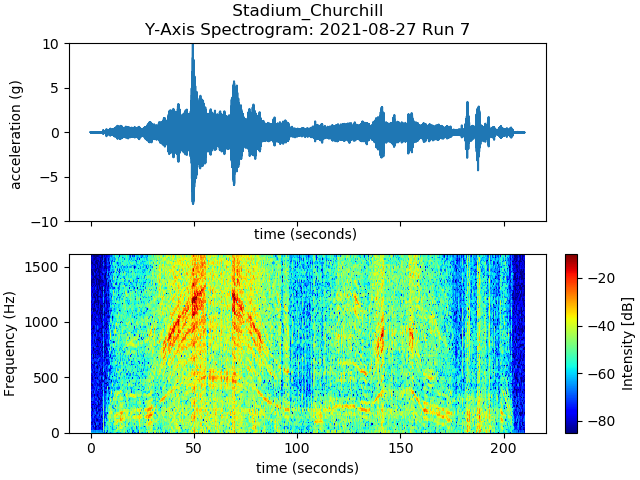 Stadium_Churchill
Y-Axis Spectrogram: 2021-08-27 Run 7
acceleration (g)
10
5
0
−5
−10
time (seconds)
Frequency (Hz)
1500
1000
500
0
0
50
100
150
200
time (seconds)
−20
−40
−60
−80
Intensity [dB]